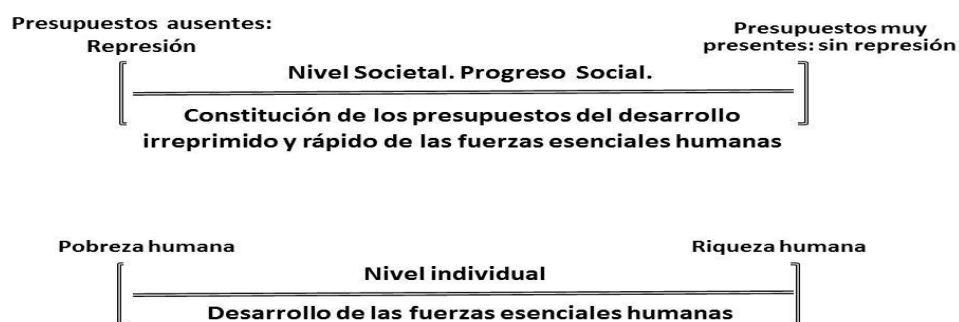 Presupuestos ausentes:
Represión
Presupuestos muy
presentes: sin represión
Nivel Societal. Progreso Social.
Constitución de los presupuestos del desarrollo
irreprimido y rápido de las fuerzas esenciales humanas
Pobreza humana
Riqueza humana
Nivel individual
Desarrollo de las fuerzas esenciales humanas